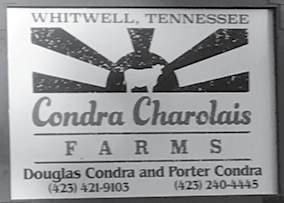 WHITWELL, TENNESSEE
Condra Charolais
FARMS
Douglas Condra and Porter Condra
(423) 421-9103 (423) 240-4445